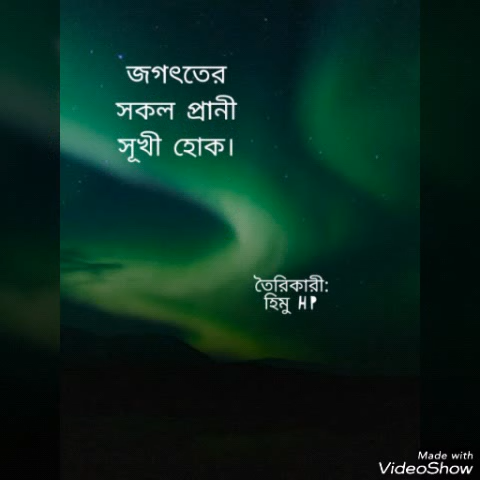 জগৎতের
সকল প্রানী
সূখী হোক।
তৈরিকারী:
হিমু HP
Made with
VideoShow